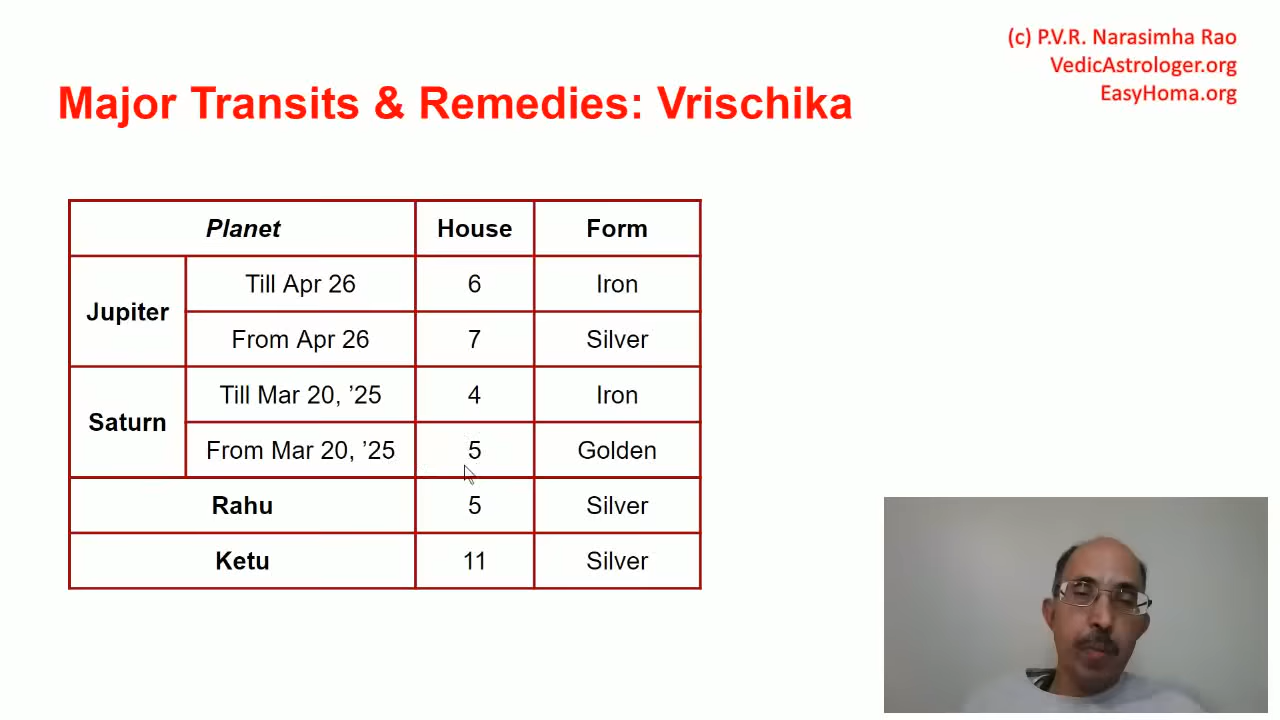 (c) P.V.R. Narasimha Rao
VedicAstrologer.org
EasyHoma.org
Major Transits & Remedies: Vrischika
Planet House Form
Jupiter Till Apr 26 6 Iron
From Apr 26 7 Silver
Saturn Till Mar 20, ’25 4 Iron
From Mar 20, ’25 5 Golden
Rahu 5 Silver
Ketu 11 Silver